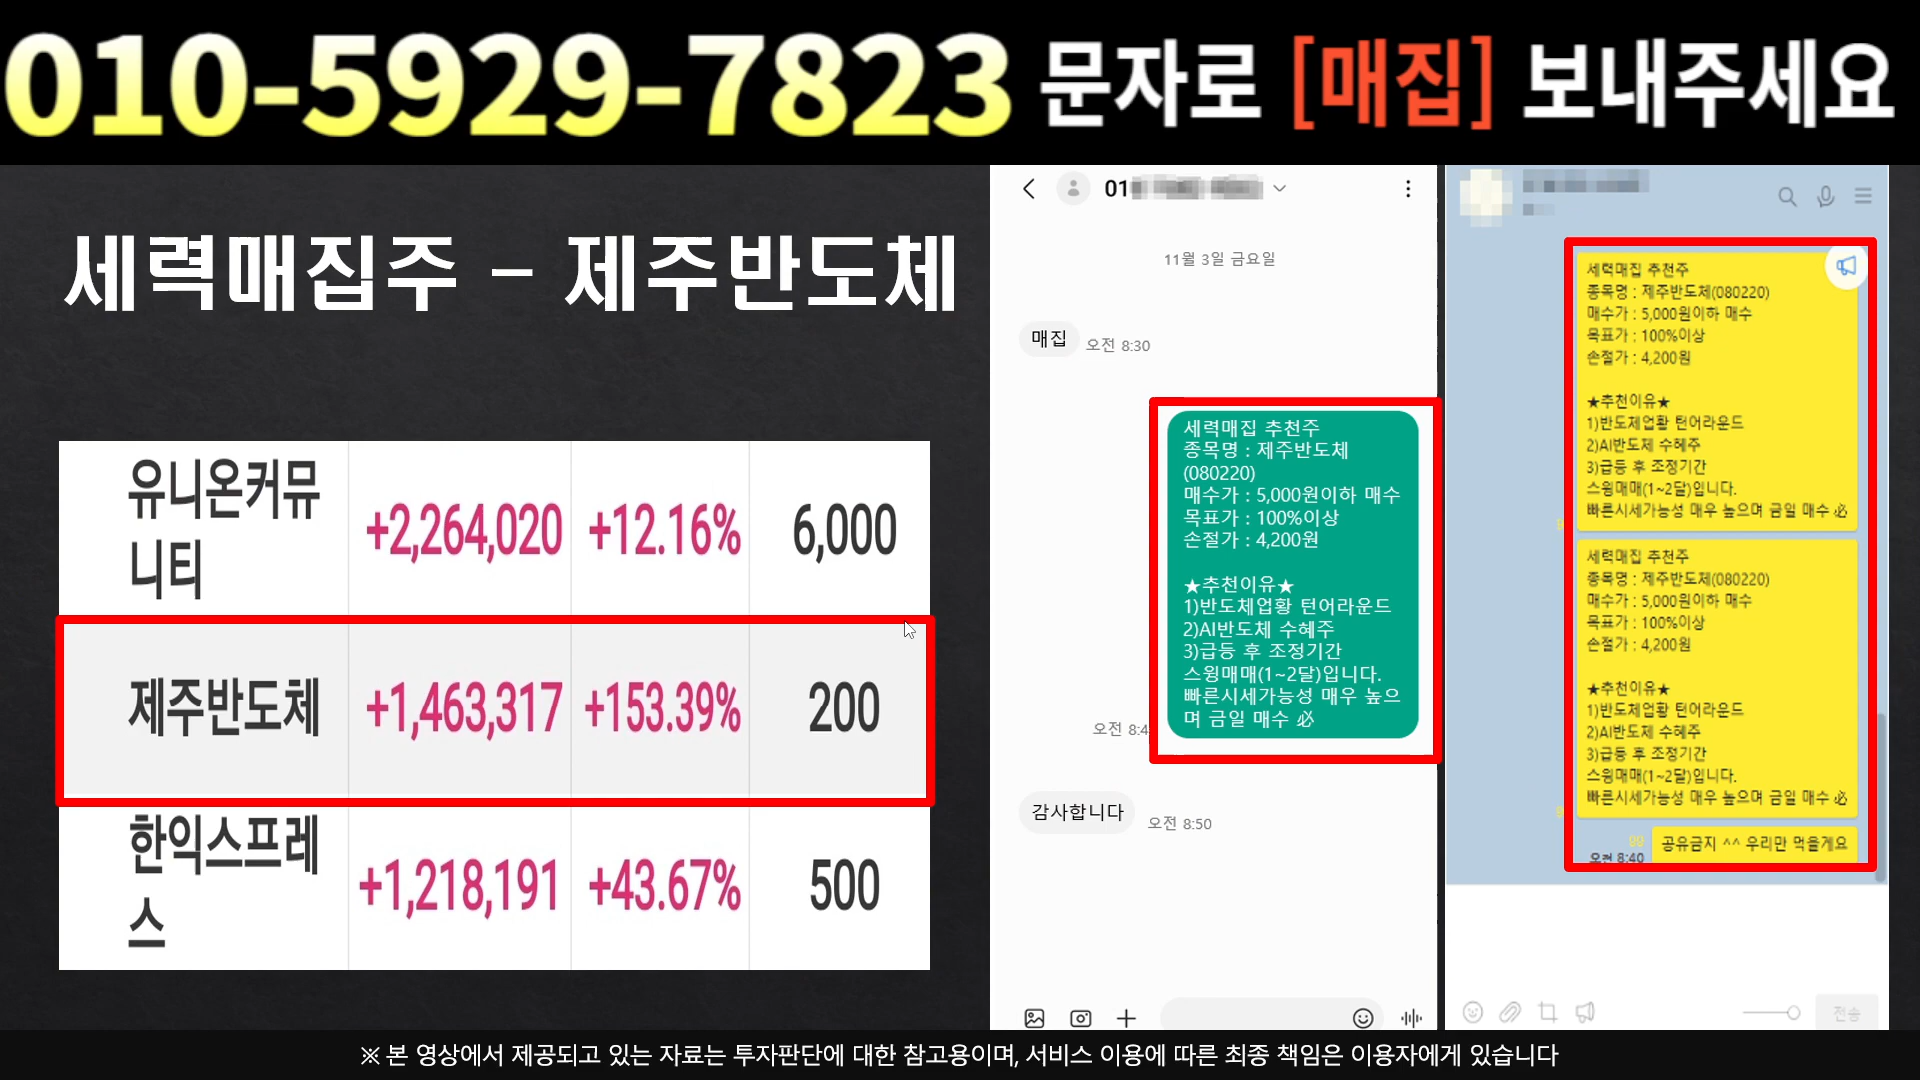 010-5929-7823 문자로 [매집] 보내주세요
세력매집주 - 제주반도체
유니온커뮤
니티
+2,264,020
+12.16%
6,000
제주반도체
+1,463,317
+153.39%
200
한익스프레
스
+1,218,191
+43.67%
500
01
11월 3일 금요일
매집
오전 8:30
세력매집 추천주
종목명 : 제주반도체
(080220)
매수가 : 5,000원이하 매수
목표가 : 100%이상
손절가 : 4,200원
★추천이유★
1)반도체업황 턴어라운드
2)AI반도체 수혜주
3)급등 후 조정기간
스윙매매(1~2달)입니다.
빠른시세가능성 매우 높으
며 금일 매수 必
오전 8:4
감사합니다
오전 8:50
세력매집 추천주
종목명 : 제주반도체(080220)
매수가 : 5,000원이하 매수
목표가 : 100%이상
손절가 : 4,200원
★추천이유★
1)반도체업황 턴어라운드
2)AI반도체 수혜주
3)급등 후 조정기간
스윙매매(1~2달)입니다.
빠른시세가능성 매우 높으며 금일 매수 必
세력매집 추천주
종목명 : 제주반도체(080220)
매수가 : 5,000원이하 매수
목표가 : 100%이상
손절가 : 4,200원
★추천이유★
1)반도체업황 턴어라운드
2)AI반도체 수혜주
3)급등 후 조정기간
스윙매매(1~2달)입니다.
빠른시세가능성 매우 높으며 금일 매수 必
오전 8:40
공유금지 ^^ 우리만 먹을게요
전송
※ 본 영상에서 제공되고 있는 자료는 투자판단에 대한 참고용이며, 서비스 이용에 따른 최종 책임은 이용자에게 있습니다